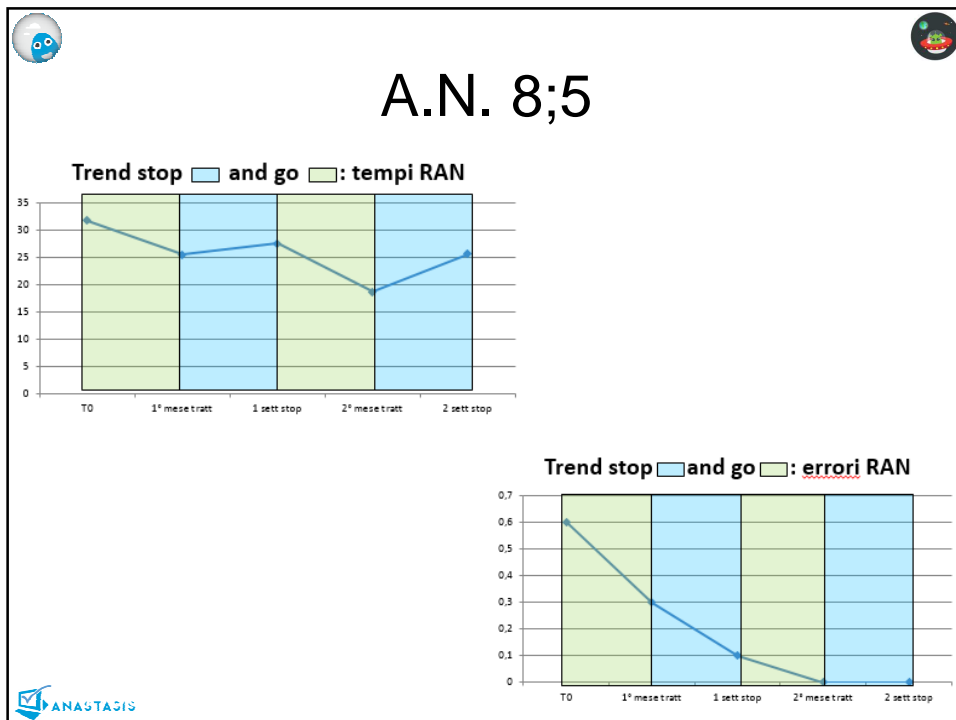 A.N. 8;5
Trend stop and go : tempi RAN
35
30
25
20
15
10
5
0
T0 1° mese tratt 1 sett stop 2° mese tratt 2 sett stop
Trend stop and go : errori RAN
0,7
0,6
0,5
0,4
0,3
0,2
0,1
0
T0 1° mese tratt 1 sett stop 2° mese tratt 2 sett stop
ANASTASIS